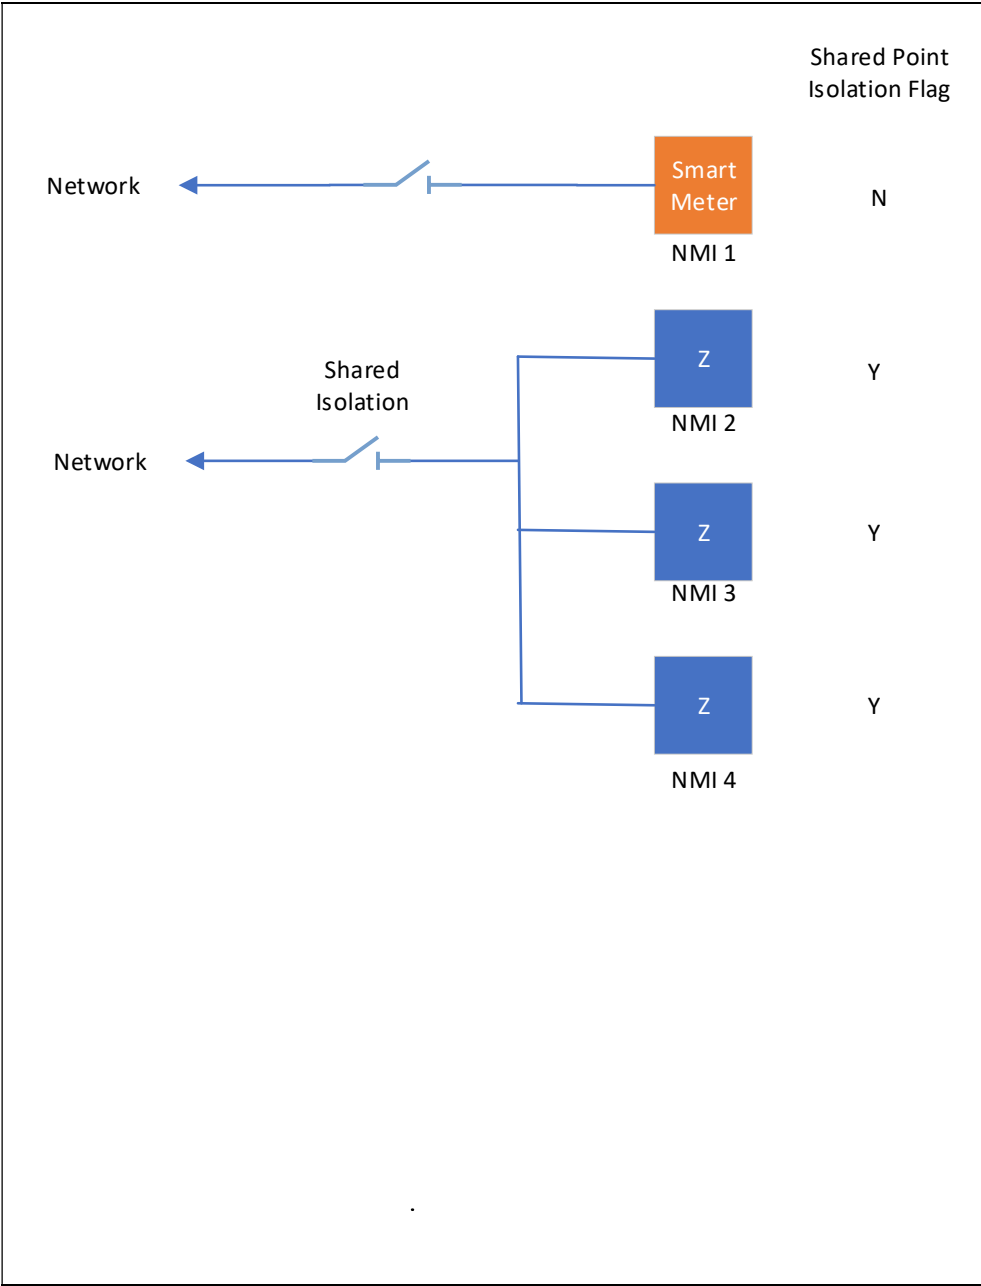 Shared Point
Isolation Flag
Network
Smart
Meter
N
NMI 1
Shared
Isolation
Z
Y
NMI 2
Network
Z
Y
NMI 3
Z
Y
NMI 4
.